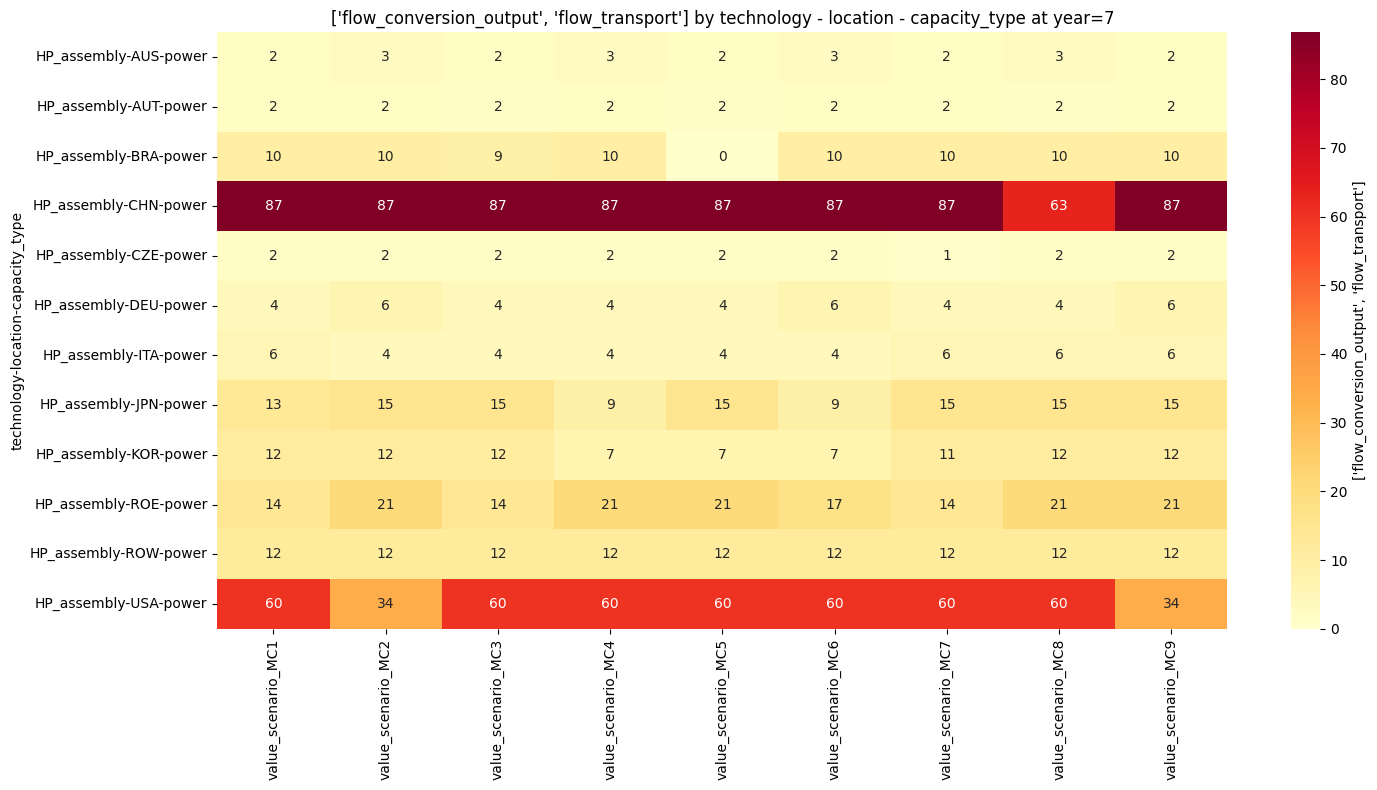 ['flow_conversion_output', 'flow_transport'] by technology - location - capacity_type at year=7
technology-location-capacity_type
HP_assembly-AUS-power 2 3 2 3 2 3 2 3 2
HP_assembly-AUT-power 2 2 2 2 2 2 2 2 2
HP_assembly-BRA-power 10 10 9 10 0 10 10 10 10
HP_assembly-CHN-power 87 87 87 87 87 87 87 63 87
HP_assembly-CZE-power 2 2 2 2 2 2 1 2 2
HP_assembly-DEU-power 4 6 4 4 4 6 4 4 6
HP_assembly-ITA-power 6 4 4 4 4 4 6 6 6
HP_assembly-JPN-power 13 15 15 9 15 9 15 15 15
HP_assembly-KOR-power 12 12 12 7 7 7 11 12 12
HP_assembly-ROE-power 14 21 14 21 21 17 14 21 21
HP_assembly-ROW-power 12 12 12 12 12 12 12 12 12
HP_assembly-USA-power 60 34 60 60 60 60 60 60 34
value_scenario_MC1
value_scenario_MC2
value_scenario_MC3
value_scenario_MC4
value_scenario_MC5
value_scenario_MC6
value_scenario_MC7
value_scenario_MC8
value_scenario_MC9
80
70
60
50
40
30
20
10
0
['flow_conversion_output', 'flow_transport']